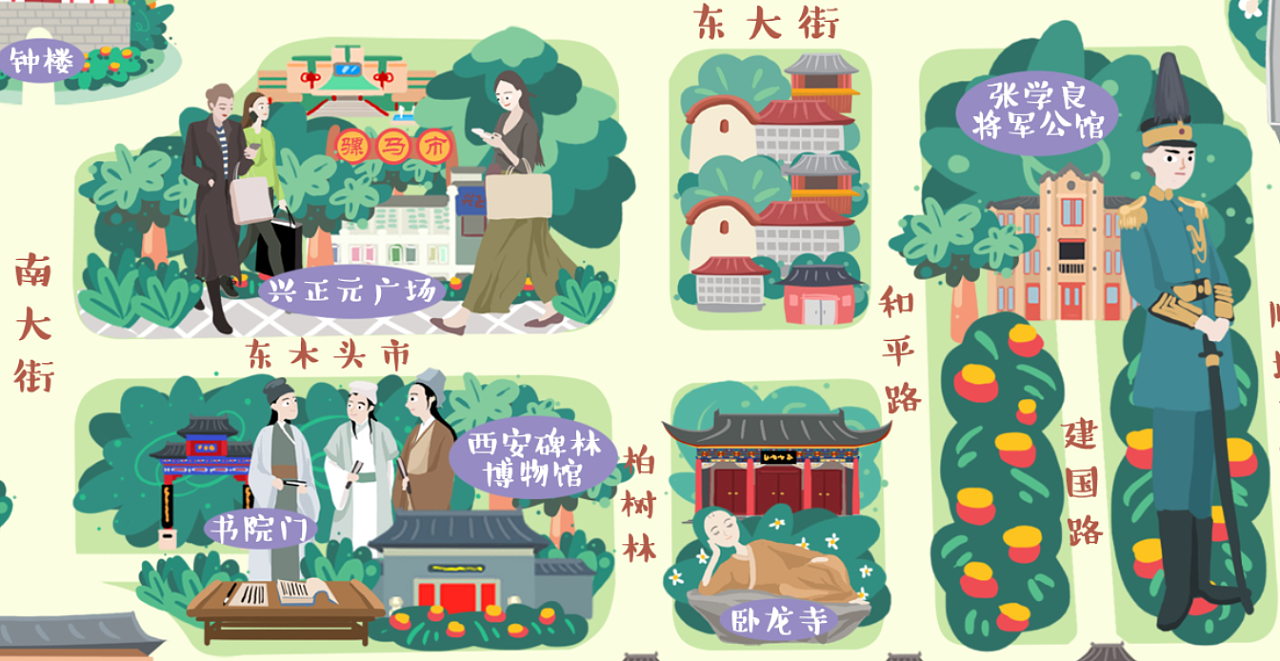 东大街
钟楼
张学良
将军公馆
骡马市
南大街
兴正元广场
和平路
东木头市
西安碑林
博物馆
柏树林
建国路
书院门
卧龙寺